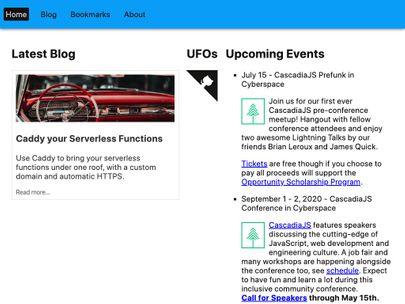 Home Blog Bookmarks About
Latest Blog
Caddy your Serverless Functions
Use Caddy to bring your serverless
functions under one roof, with a custom
domain and automatic HTTPS.
Read more...
UFOs
Upcoming Events
July 15 - CascadiaJS Prefunk in
Cyberspace
Join us for our first ever
CascadiaJS pre-conference
meetup! Hangout with fellow
conference attendees and enjoy
two awesome Lightning Talks by our
friends Brian Leroux and James Quick.
Tickets are free though if you choose to
pay all proceeds will support the
Opportunity Scholarship Program.
September 1 - 2, 2020 - CascadiaJS
Conference in Cyberspace
CascadiaJS features speakers
discussing the cutting-edge of
JavaScript, web development and
engineering culture. A job fair and
many workshops are happening alongside
the conference too, see schedule. Expect
to have fun and learn a lot during this
inclusive community conference.
Call for Speakers through May 15th.